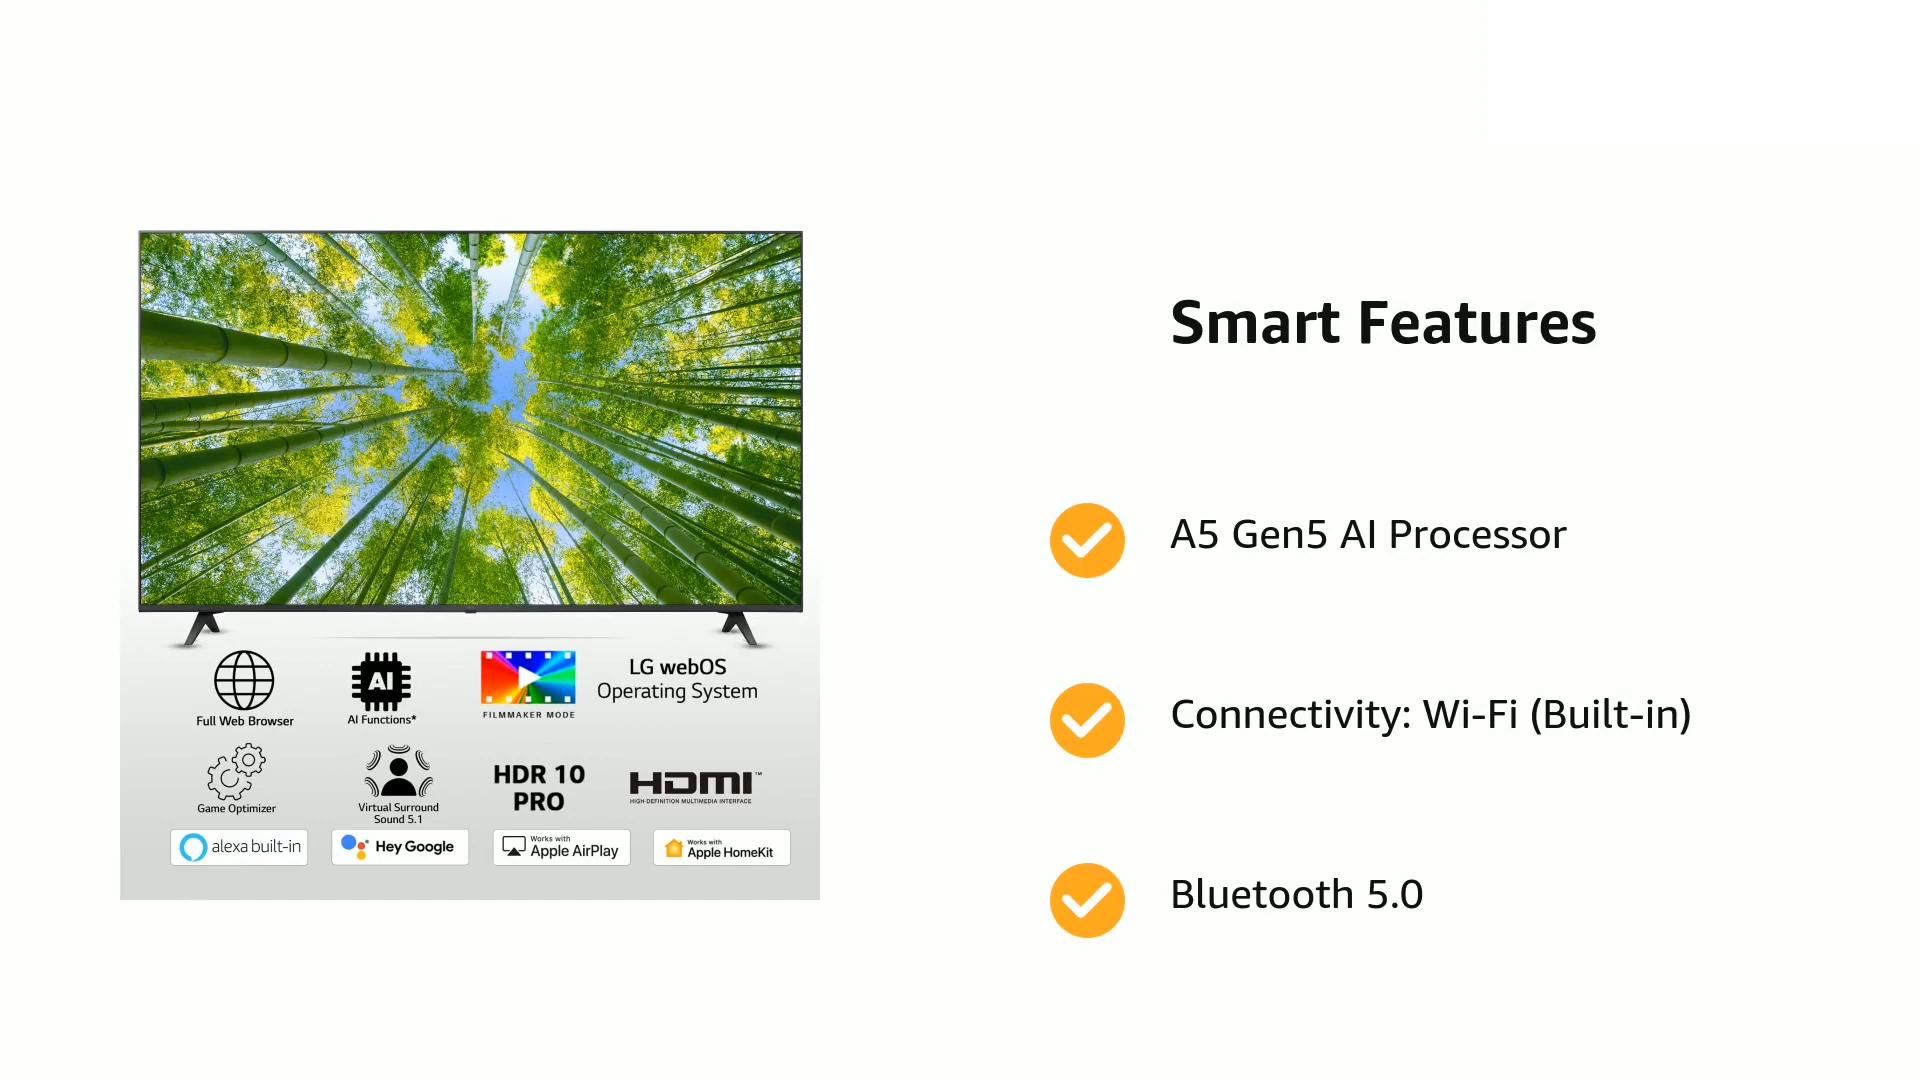 Smart Features
A5 Gen5 AI Processor
Connectivity: Wi-Fi (Built-in)
Bluetooth 5.0
Full Web Browser
AI
AI Functions*
FILMMAKER MODE
LG webOS
Operating System
Game Optimizer
Virtual Surround
Sound 5.1
HDR 10
PRO
HDMI™
HIGH-DEFINITION MULTIMEDIA INTERFACE
alexa built-in
Hey Google
Works with
Apple AirPlay
Works with
Apple HomeKit